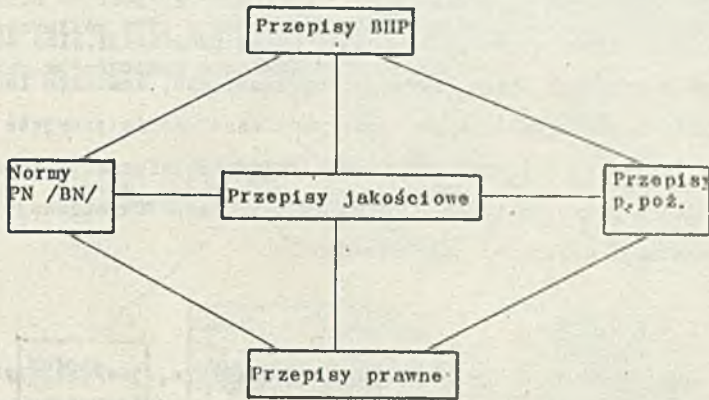 Przepisy BHP
Normy
PN /BN/
Przepisy jakościowe
Przepisy
p. poż.
Przepisy prawne